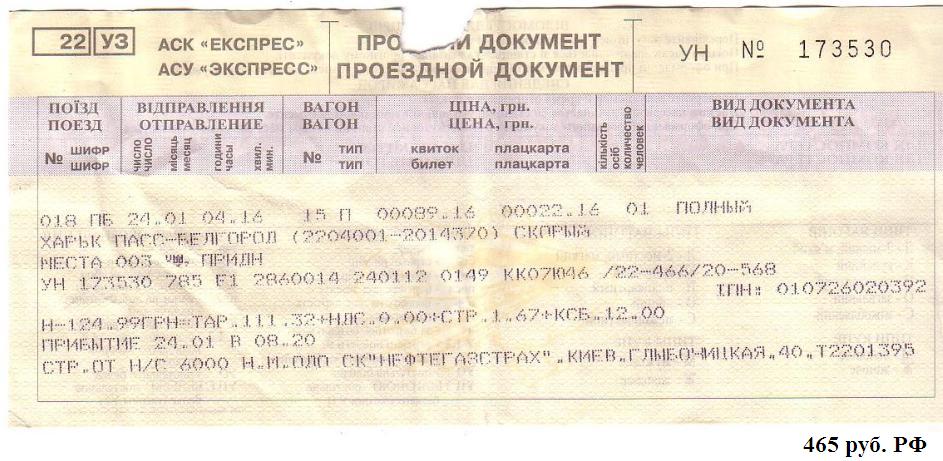 22 УЗ АСК «ЕКСПРЕС» ПРО ИЙ ДОКУМЕНТ УН № 173530
АСУ «ЭКСПРЕСС» ПРОЕЗДНОЙ ДОКУМЕНТ
ПОЇЗД ВІДПРАВЛЕННЯ ВАГОН ЦІНА, грн. кількість осіб ВИД ДОКУМЕНТА
ПОЕЗД ОТПРАВЛЕНИЕ ВАГОН ЦЕНА, грн. количество человек ВИД ДОКУМЕНТА
№ ШИФР число місяць години хвил. № ТИП квиток плацкарта
ШИФР число месяц часы мин. ТИП билет плацкарта
018 ПБ 24.01 04.16 15 П 00089.16 00022.16 01 ПОЛНЫЙ
ХАРЬК ПАСС-БЕЛГОРОД (2204001-2014370) СКОРЫЙ
МЕСТА 003 ПРИДН
УН 173530 785 Е1 2860014 240112 0149 КК07Ю46 /22-466/20-568
ІПН: 010726020392
Н-124.99ГРН=ТАР.111.32+НДС.0.00+СТР.1.67+КСБ.12.00
ПРИБЫТИЕ 24.01 В 08.20
СТР.ОТ Н/С 6000 Н.М.ОДО СК"НЕФТЕГАЗСТРАХ",КИЕВ.ГЛЫБОЧИЦКАЯ,40,Т2201395
465 руб. РФ